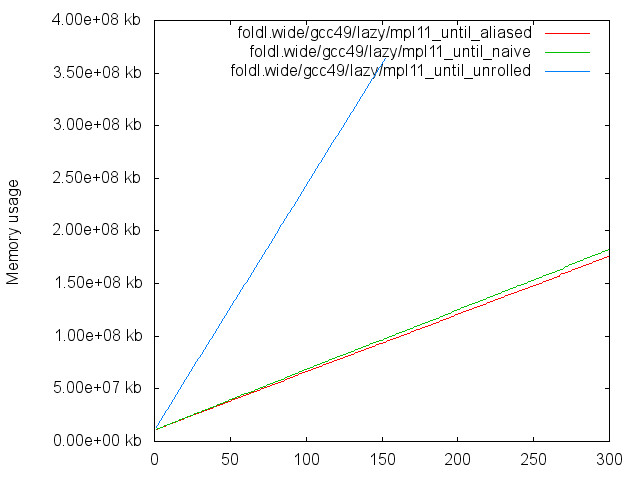 4.00e+08 kb
3.50e+08 kb
3.00e+08 kb
2.50e+08 kb
2.00e+08 kb
1.50e+08 kb
1.00e+08 kb
5.00e+07 kb
0.00e+00 kb
Memory usage
foldl.wide/gcc49/lazy/mpl11_until_aliased
foldl.wide/gcc49/lazy/mpl11_until_naive
foldl.wide/gcc49/lazy/mpl11_until_unrolled
0 50 100 150 200 250 300